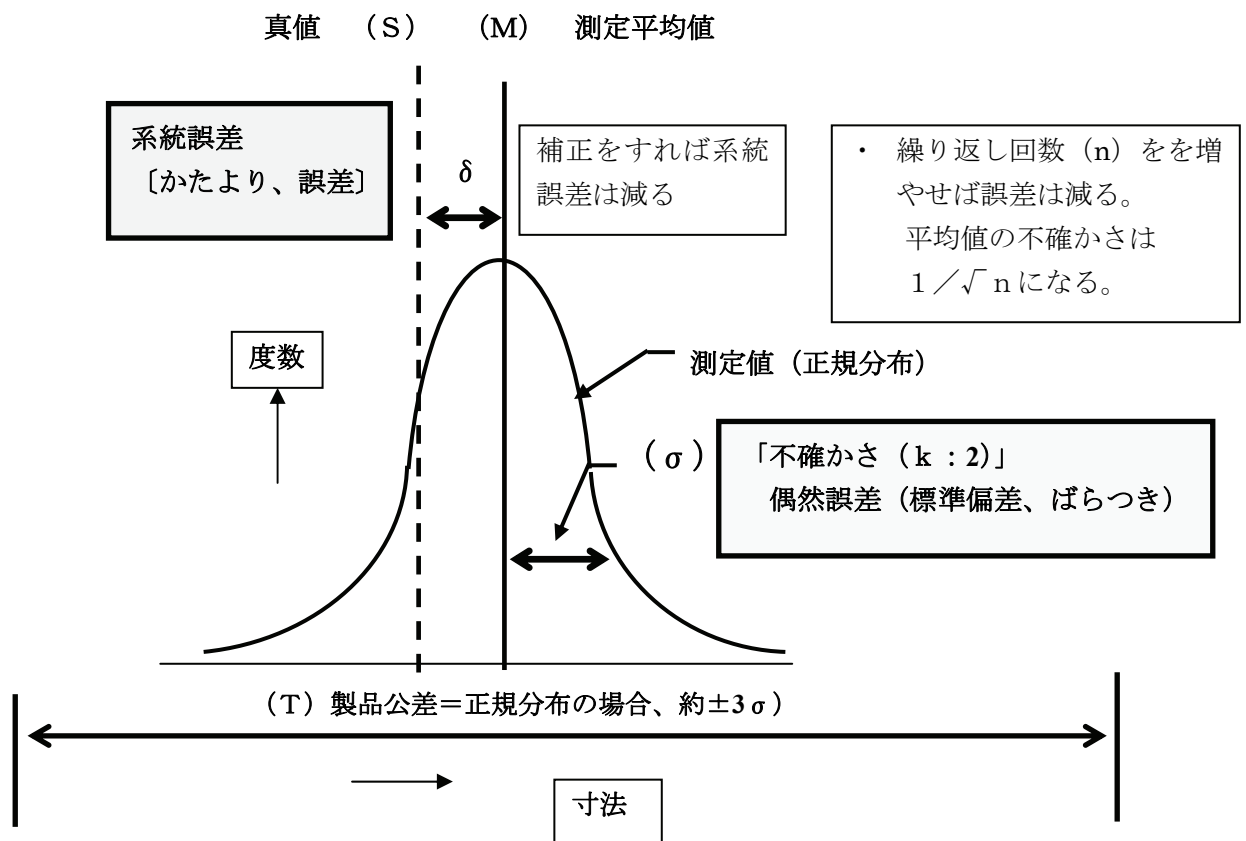 真値　（S）　（M）　測定平均値
系統誤差
〔かたより、誤差〕
δ
補正をすれば系統
誤差は減る
・　繰り返し回数（n）をを増
やせば誤差は減る。
平均値の不確かさは
１／√ｎになる。
度数
測定値（正規分布）
（σ）
「不確かさ（ｋ：2）」
偶然誤差（標準偏差、ばらつき）
（T）製品公差＝正規分布の場合、約±3σ）
寸法